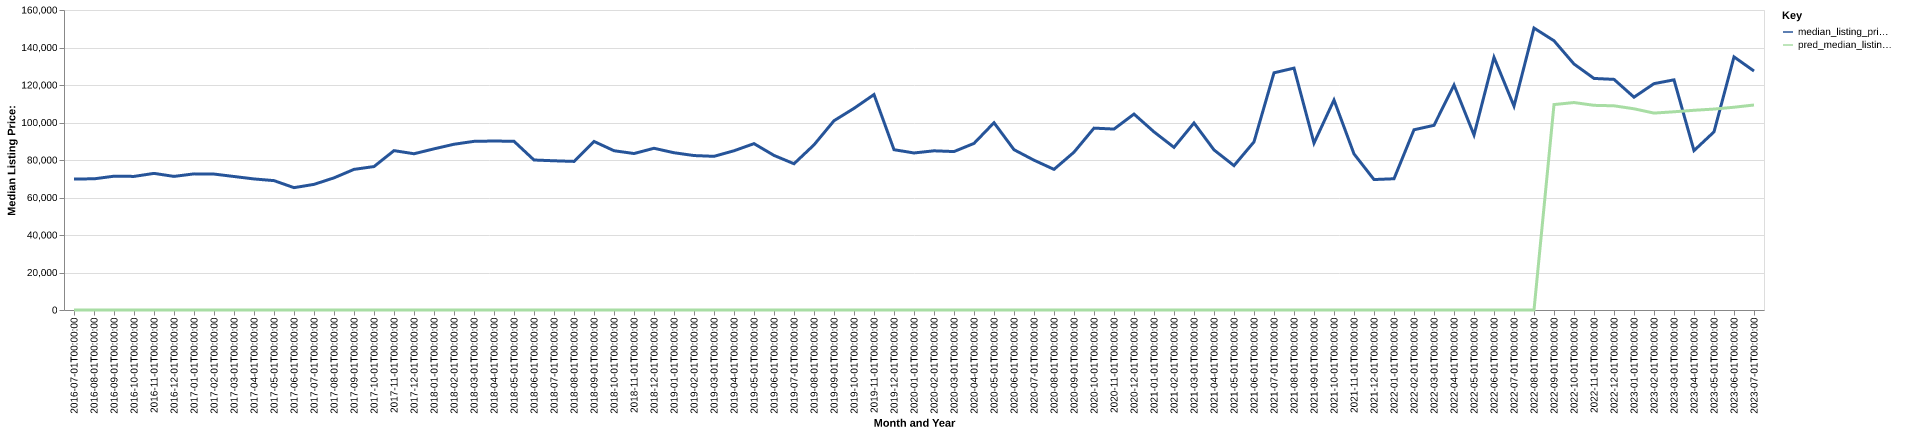 160,000
140,000
120,000
100,000
80,000
60,000
40,000
20,000
0
Median Listing Price:
2016-07-01T00:00:00
2016-08-01T00:00:00
2016-09-01T00:00:00
2016-10-01T00:00:00
2016-11-01T00:00:00
2016-12-01T00:00:00
2017-01-01T00:00:00
2017-02-01T00:00:00
2017-03-01T00:00:00
2017-04-01T00:00:00
2017-05-01T00:00:00
2017-06-01T00:00:00
2017-07-01T00:00:00
2017-08-01T00:00:00
2017-09-01T00:00:00
2017-10-01T00:00:00
2017-11-01T00:00:00
2017-12-01T00:00:00
2018-01-01T00:00:00
2018-02-01T00:00:00
2018-03-01T00:00:00
2018-04-01T00:00:00
2018-05-01T00:00:00
2018-06-01T00:00:00
2018-07-01T00:00:00
2018-08-01T00:00:00
2018-09-01T00:00:00
2018-10-01T00:00:00
2018-11-01T00:00:00
2018-12-01T00:00:00
2019-01-01T00:00:00
2019-02-01T00:00:00
2019-03-01T00:00:00
2019-04-01T00:00:00
2019-05-01T00:00:00
2019-06-01T00:00:00
2019-07-01T00:00:00
2019-08-01T00:00:00
2019-09-01T00:00:00
2019-10-01T00:00:00
2019-11-01T00:00:00
2019-12-01T00:00:00
2020-01-01T00:00:00
2020-02-01T00:00:00
2020-03-01T00:00:00
2020-04-01T00:00:00
2020-05-01T00:00:00
2020-06-01T00:00:00
2020-07-01T00:00:00
2020-08-01T00:00:00
2020-09-01T00:00:00
2020-10-01T00:00:00
2020-11-01T00:00:00
2020-12-01T00:00:00
2021-01-01T00:00:00
2021-02-01T00:00:00
2021-03-01T00:00:00
2021-04-01T00:00:00
2021-05-01T00:00:00
2021-06-01T00:00:00
2021-07-01T00:00:00
2021-08-01T00:00:00
2021-09-01T00:00:00
2021-10-01T00:00:00
2021-11-01T00:00:00
2021-12-01T00:00:00
2022-01-01T00:00:00
2022-02-01T00:00:00
2022-03-01T00:00:00
2022-04-01T00:00:00
2022-05-01T00:00:00
2022-06-01T00:00:00
2022-07-01T00:00:00
2022-08-01T00:00:00
2022-09-01T00:00:00
2022-10-01T00:00:00
2022-11-01T00:00:00
2022-12-01T00:00:00
2023-01-01T00:00:00
2023-02-01T00:00:00
2023-03-01T00:00:00
2023-04-01T00:00:00
2023-05-01T00:00:00
2023-06-01T00:00:00
2023-07-01T00:00:00
Month and Year
Key
median_listing_pri…
pred_median_listin…